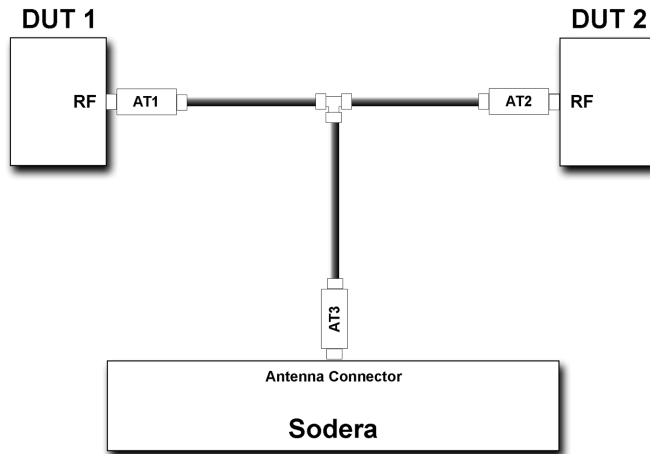 DUT 1
DUT 2
RF
AT1
AT2
RF
AT3
Antenna Connector
Sodera